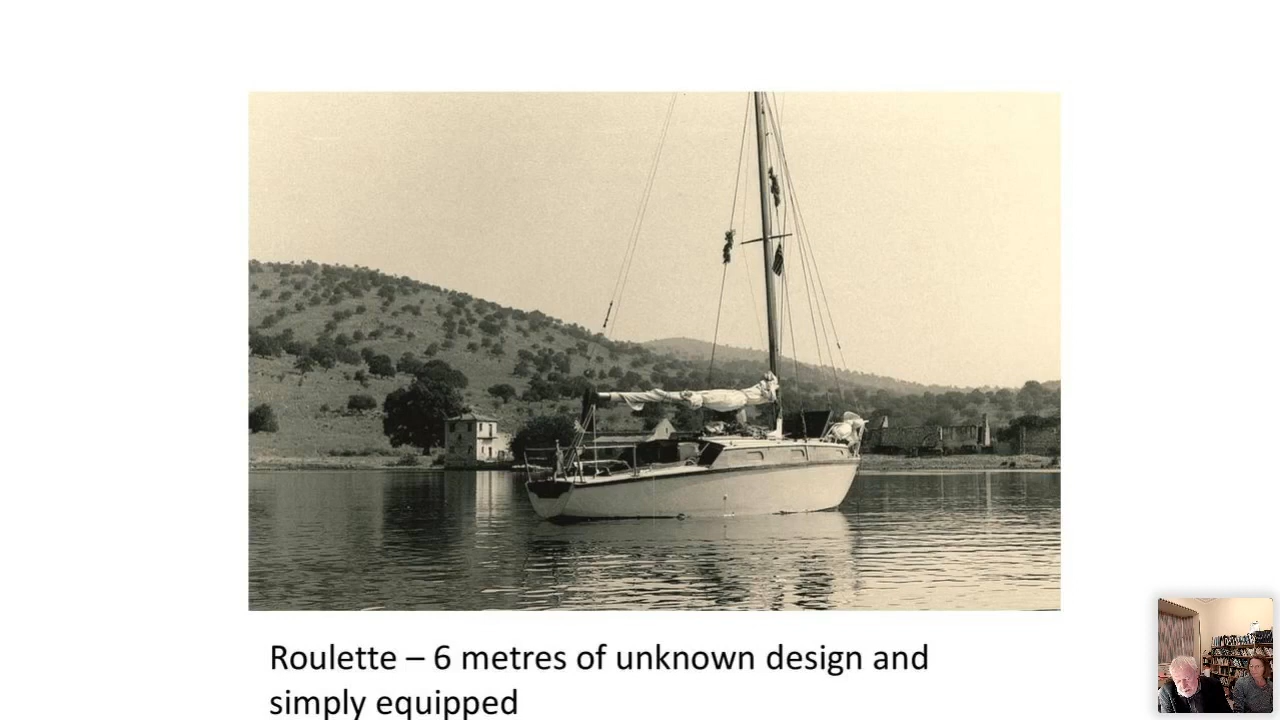 Roulette – 6 metres of unknown design and
simply equipped